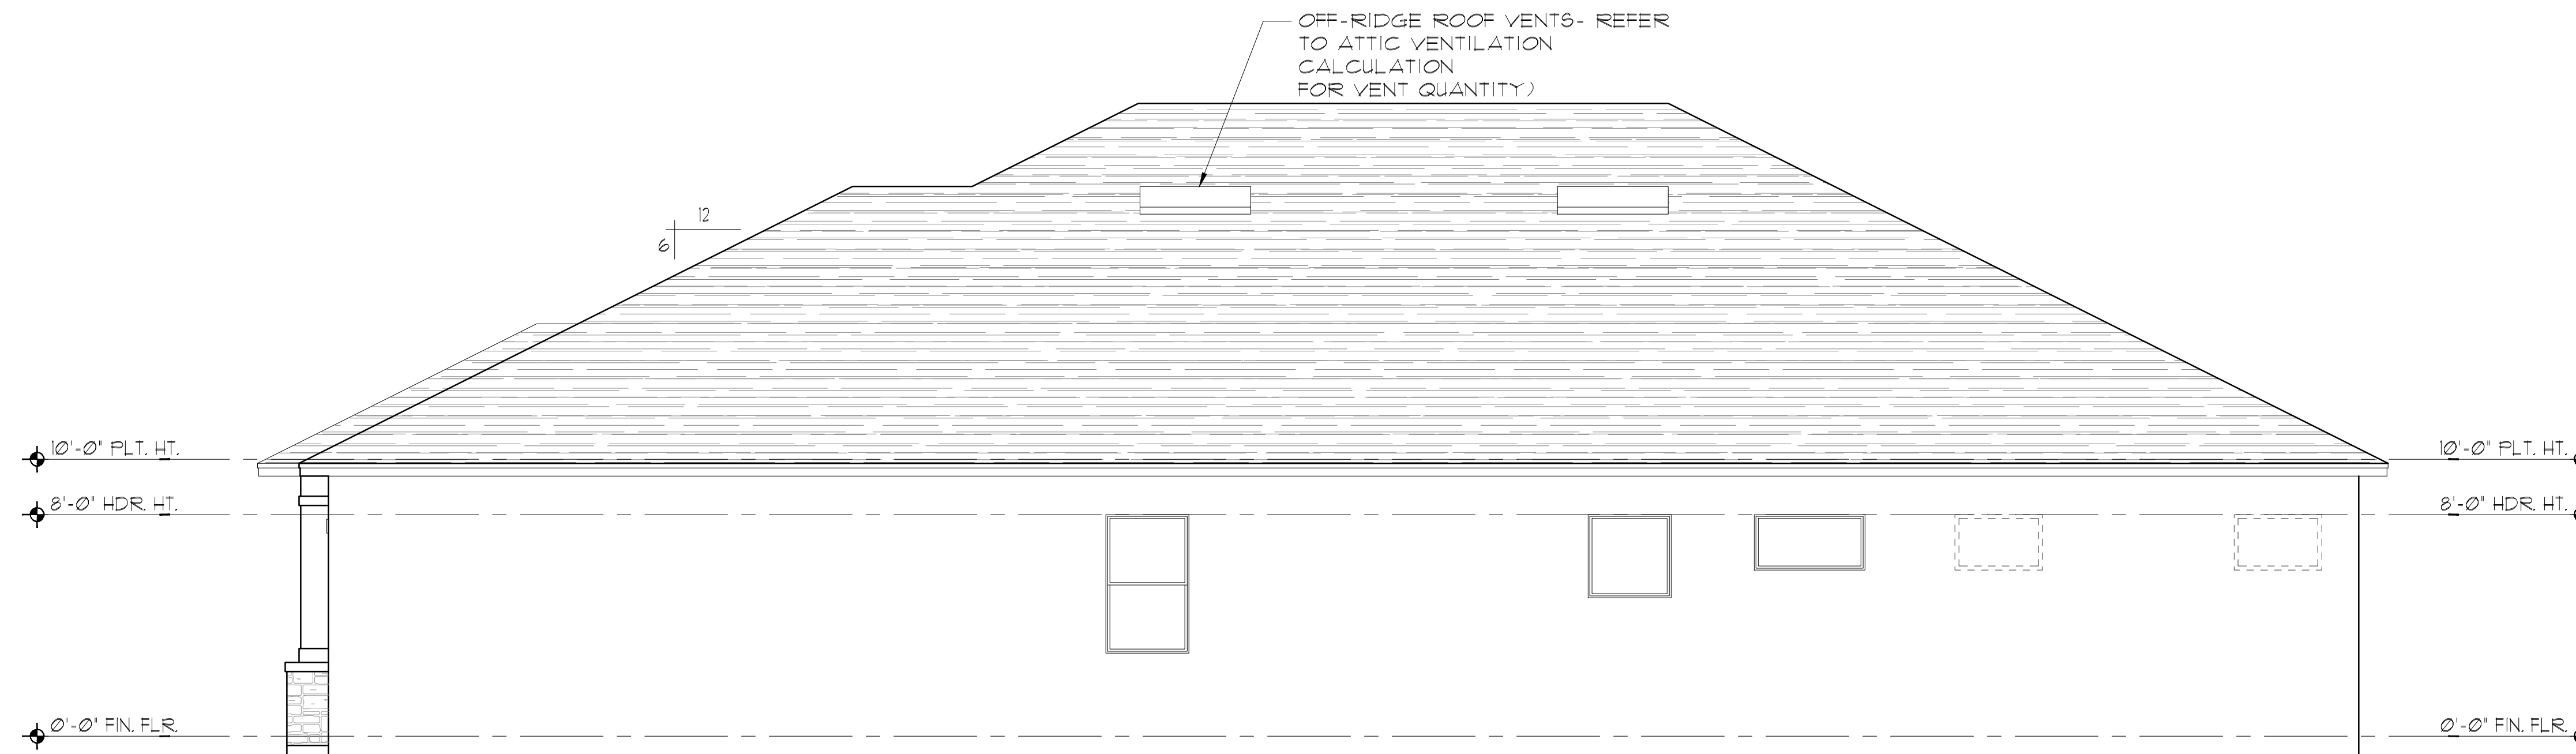 OFF-RIDGE ROOF VENTS- REFER
TO ATTIC VENTILATION
CALCULATION
FOR VENT QUANTITY)
12
6
10'-0" PLT. HT.
10'-0" PLT. HT.
8'-0" HDR. HT.
8'-0" HDR. HT.
0'-0" FIN. FLR.
0'-0" FIN. FLR.